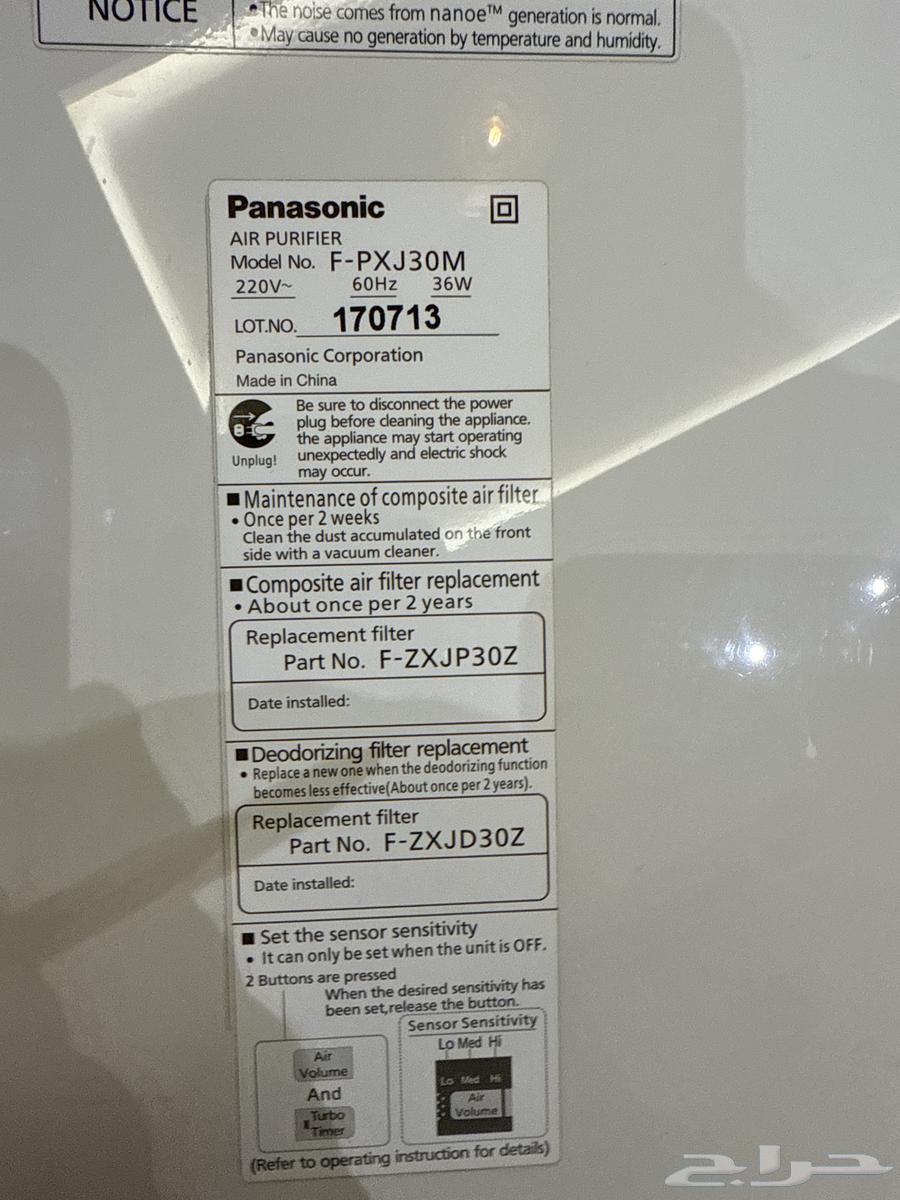 NOTICE
•The noise comes from nanoe™ generation is normal.
•May cause no generation by temperature and humidity.
Panasonic
AIR PURIFIER
Model No. F-PXJ30M
220V~ 60Hz 36W
LOT.NO. 170713
Panasonic Corporation
Made in China
Unplug!
Be sure to disconnect the power
plug before cleaning the appliance.
the appliance may start operating
unexpectedly and electric shock
may occur.
■ Maintenance of composite air filter
• Once per 2 weeks
Clean the dust accumulated on the front
side with a vacuum cleaner.
■ Composite air filter replacement
• About once per 2 years
Replacement filter
Part No. F-ZXJP30Z
Date installed:
■ Deodorizing filter replacement
• Replace a new one when the deodorizing function
becomes less effective(About once per 2 years).
Replacement filter
Part No. F-ZXJD30Z
Date installed:
■ Set the sensor sensitivity
• It can only be set when the unit is OFF.
2 Buttons are pressed
When the desired sensitivity has
been set,release the button.
Air
Volume
And
Turbo
Timer
Sensor Sensitivity
Lo Med Hi
Lo Med Hi
Air
Volume
(Refer to operating instruction for details)
حراج